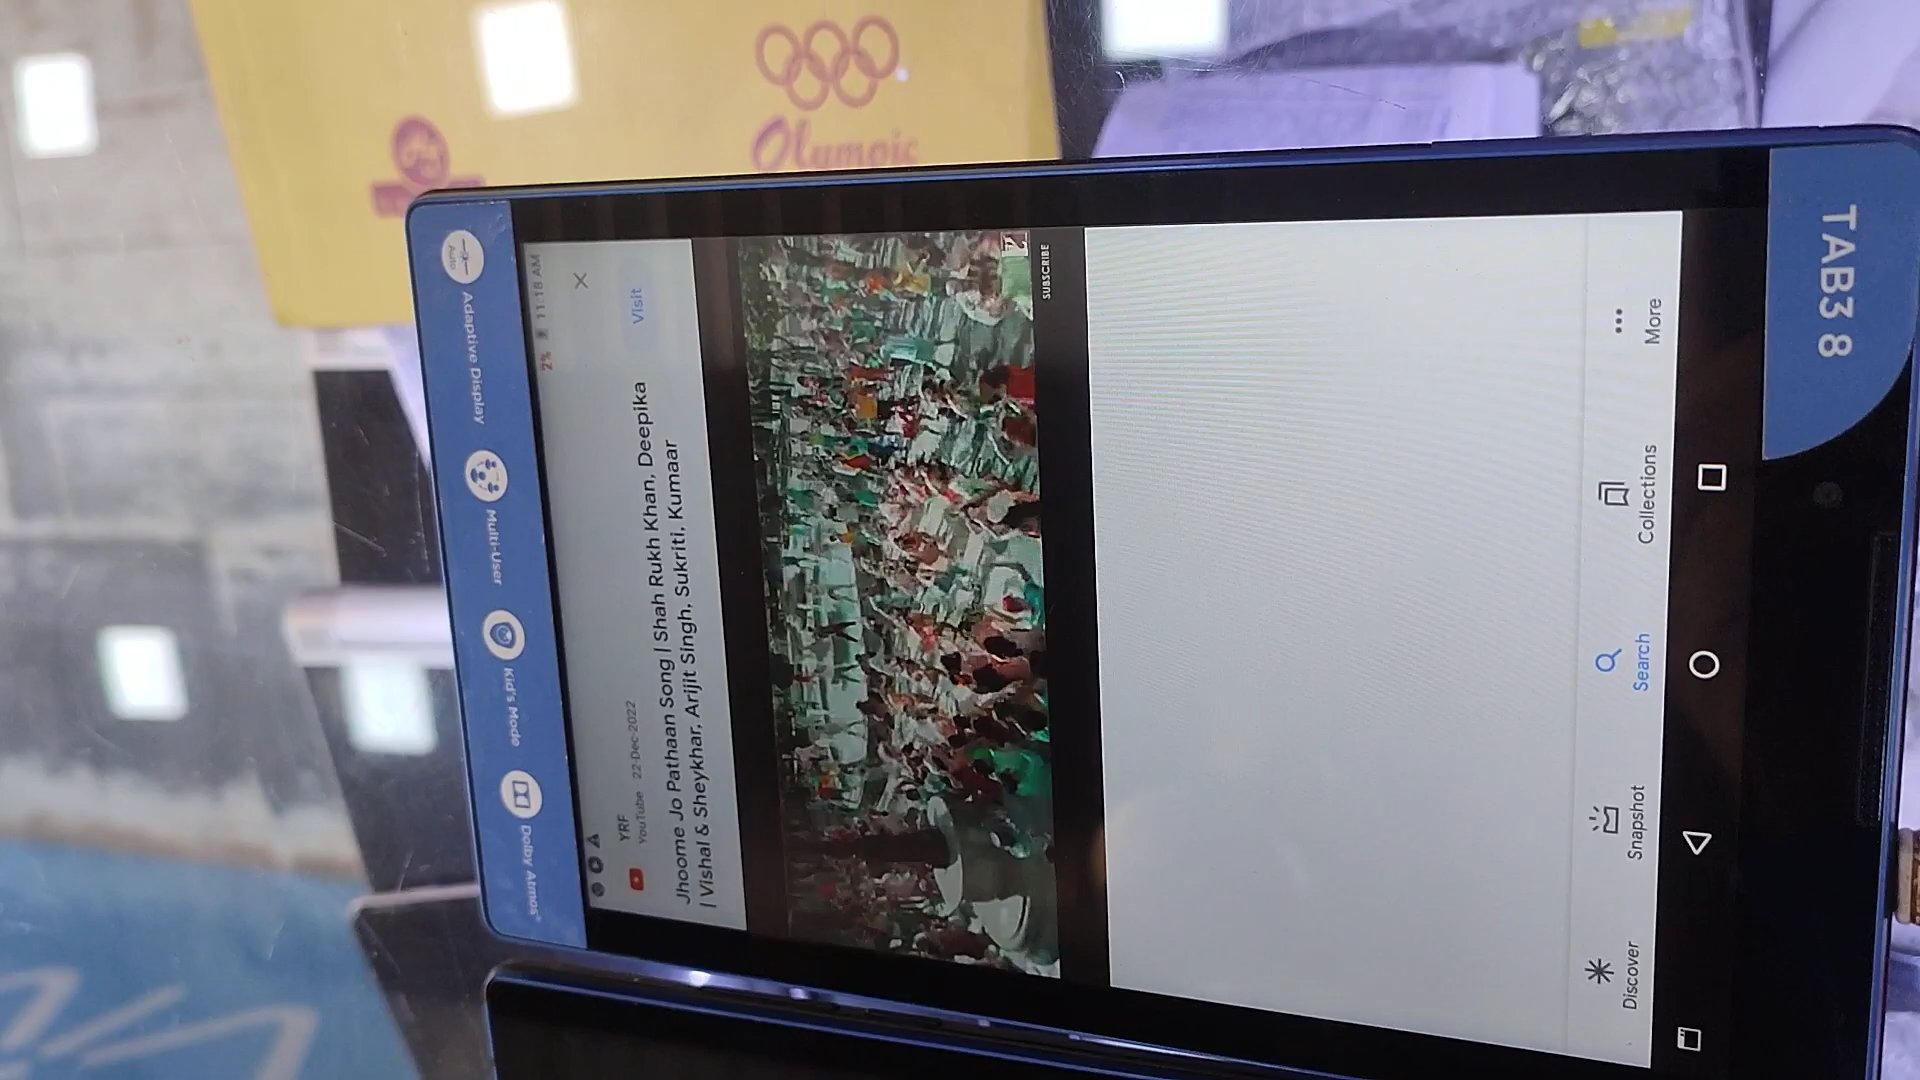 Olympic
Dolby Atmos®
Kid's Mode
Multi-User
Adaptive Display
AUTO
2% 11:18 AM
YRF
YouTube 22-Dec-2022
Visit
Jhoome Jo Pathaan Song | Shah Rukh Khan, Deepika
| Vishal & Sheykhar, Arijit Singh, Sukriti, Kumaar
SUBSCRIBE
Discover
Snapshot
Search
Collections
More
TAB3 8